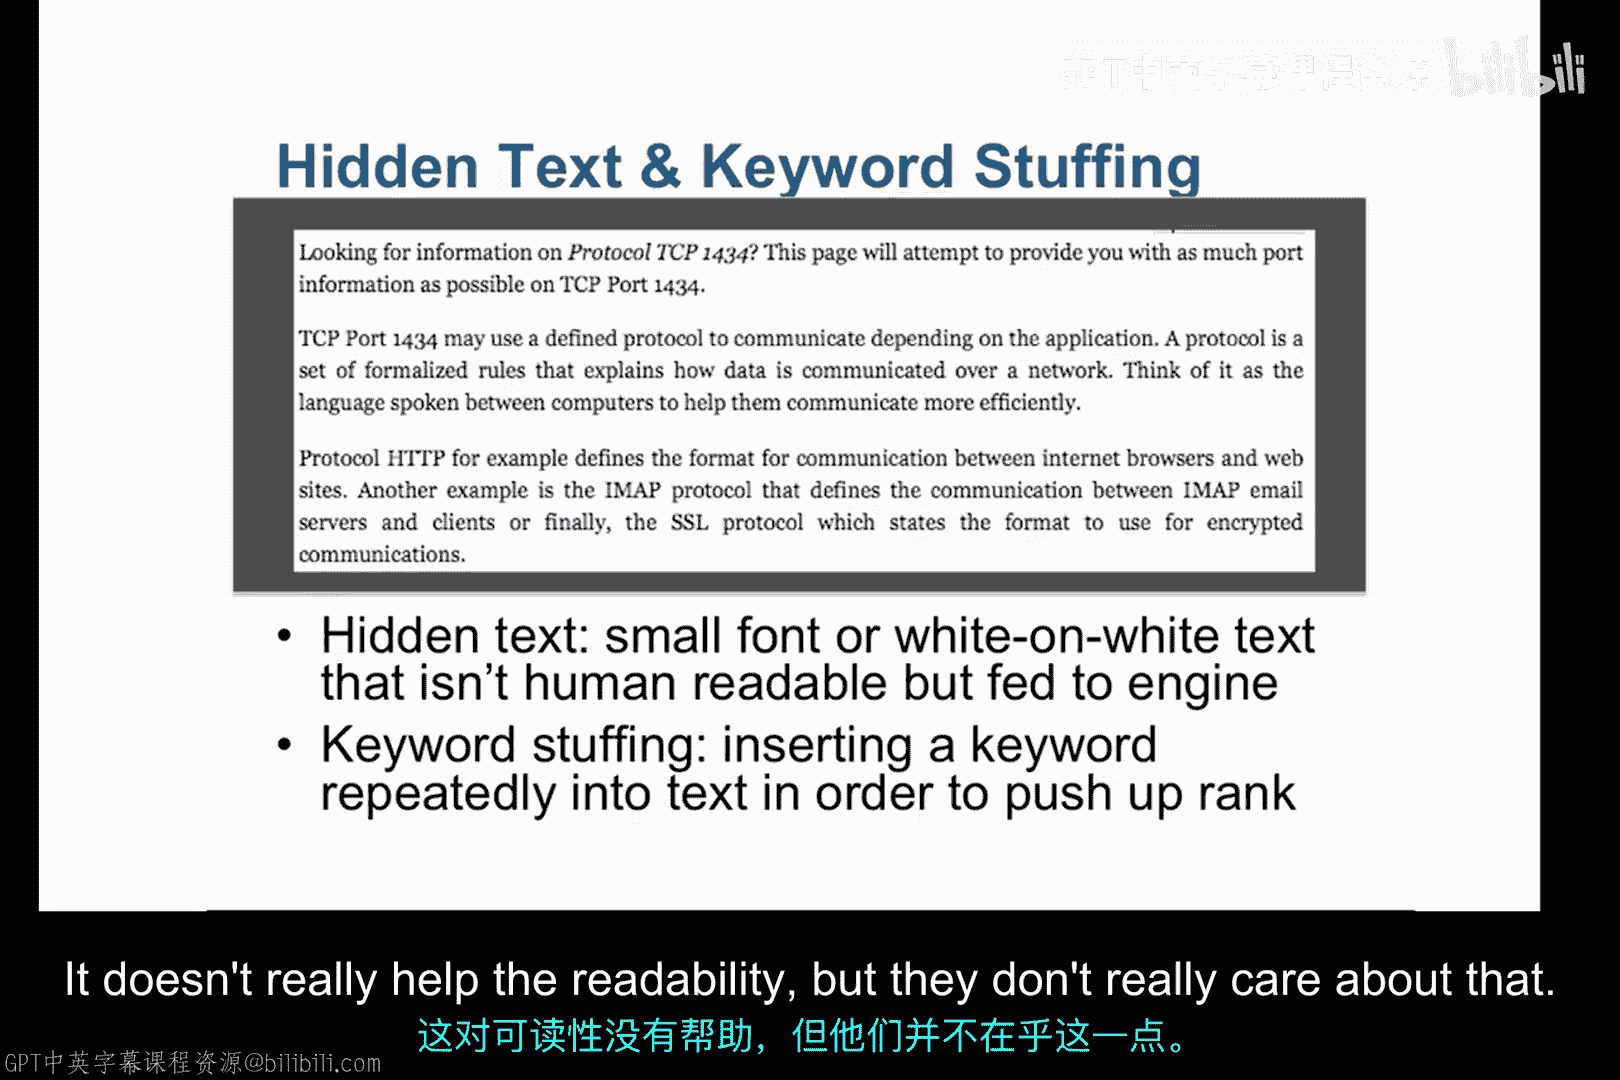 bilibili
Hidden Text & Keyword Stuffing
Looking for information on Protocol TCP 1434? This page will attempt to provide you with as much port
information as possible on TCP Port 1434.
TCP Port 1434 may use a defined protocol to communicate depending on the application. A protocol is a
set of formalized rules that explains how data is communicated over a network. Think of it as the
language spoken between computers to help them communicate more efficiently.
Protocol HTTP for example defines the format for communication between internet browsers and web
sites. Another example is the IMAP protocol that defines the communication between IMAP email
servers and clients or finally, the SSL protocol which states the format to use for encrypted
communications.
• Hidden text: small font or white-on-white text
that isn’t human readable but fed to engine
• Keyword stuffing: inserting a keyword
repeatedly into text in order to push up rank
It doesn't really help the readability, but they don't really care about that.
这对可读性没有帮助，但他们并不在乎这一点。
GPT中英字幕课程资源@bilibili.com